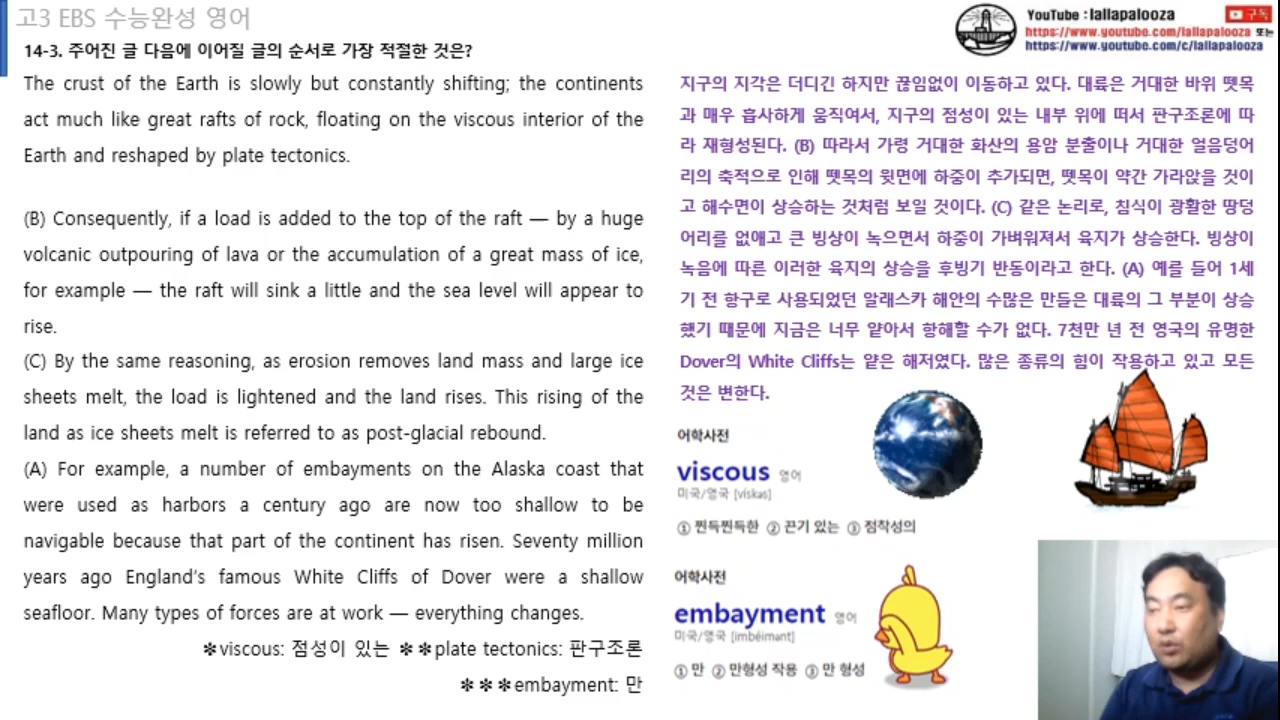 고3 EBS 수능완성 영어
YouTube : lallapalooza
구독
https://www.youtube.com/lallapalooza 또는
https://www.youtube.com/c/lallapalooza
14-3. 주어진 글 다음에 이어질 글의 순서로 가장 적절한 것은?
The crust of the Earth is slowly but constantly shifting; the continents
act much like great rafts of rock, floating on the viscous interior of the
Earth and reshaped by plate tectonics.
(B) Consequently, if a load is added to the top of the raft — by a huge
volcanic outpouring of lava or the accumulation of a great mass of ice,
for example — the raft will sink a little and the sea level will appear to
rise.
(C) By the same reasoning, as erosion removes land mass and large ice
sheets melt, the load is lightened and the land rises. This rising of the
land as ice sheets melt is referred to as post-glacial rebound.
(A) For example, a number of embayments on the Alaska coast that
were used as harbors a century ago are now too shallow to be
navigable because that part of the continent has risen. Seventy million
years ago England's famous White Cliffs of Dover were a shallow
seafloor. Many types of forces are at work — everything changes.
*viscous: 점성이 있는 **plate tectonics: 판구조론
***embayment: 만
지구의 지각은 더디긴 하지만 끊임없이 이동하고 있다. 대륙은 거대한 바위 뗏목
과 매우 흡사하게 움직여서, 지구의 점성이 있는 내부 위에 떠서 판구조론에 따
라 재형성된다. (B) 따라서 가령 거대한 화산의 용암 분출이나 거대한 얼음덩어
리의 축적으로 인해 뗏목의 윗면에 하중이 추가되면, 뗏목이 약간 가라앉을 것이
고 해수면이 상승하는 것처럼 보일 것이다. (C) 같은 논리로, 침식이 광활한 땅덩
어리를 없애고 큰 빙상이 녹으면서 하중이 가벼워져서 육지가 상승한다. 빙상이
녹음에 따른 이러한 육지의 상승을 후빙기 반동이라고 한다. (A) 예를 들어 1세
기 전 항구로 사용되었던 알래스카 해안의 수많은 만들은 대륙의 그 부분이 상승
했기 때문에 지금은 너무 얕아서 항해할 수가 없다. 7천만 년 전 영국의 유명한
Dover의 White Cliffs는 얕은 해저였다. 많은 종류의 힘이 작용하고 있고 모든
것은 변한다.
어학사전
viscous 영어
미국/영국 [vískəs]
① 찐득찐득한 ② 끈기 있는 ③ 점착성의
어학사전
embayment 영어
미국/영국 [imbéimənt]
① 만 ② 만형성 작용 ③ 만 형성